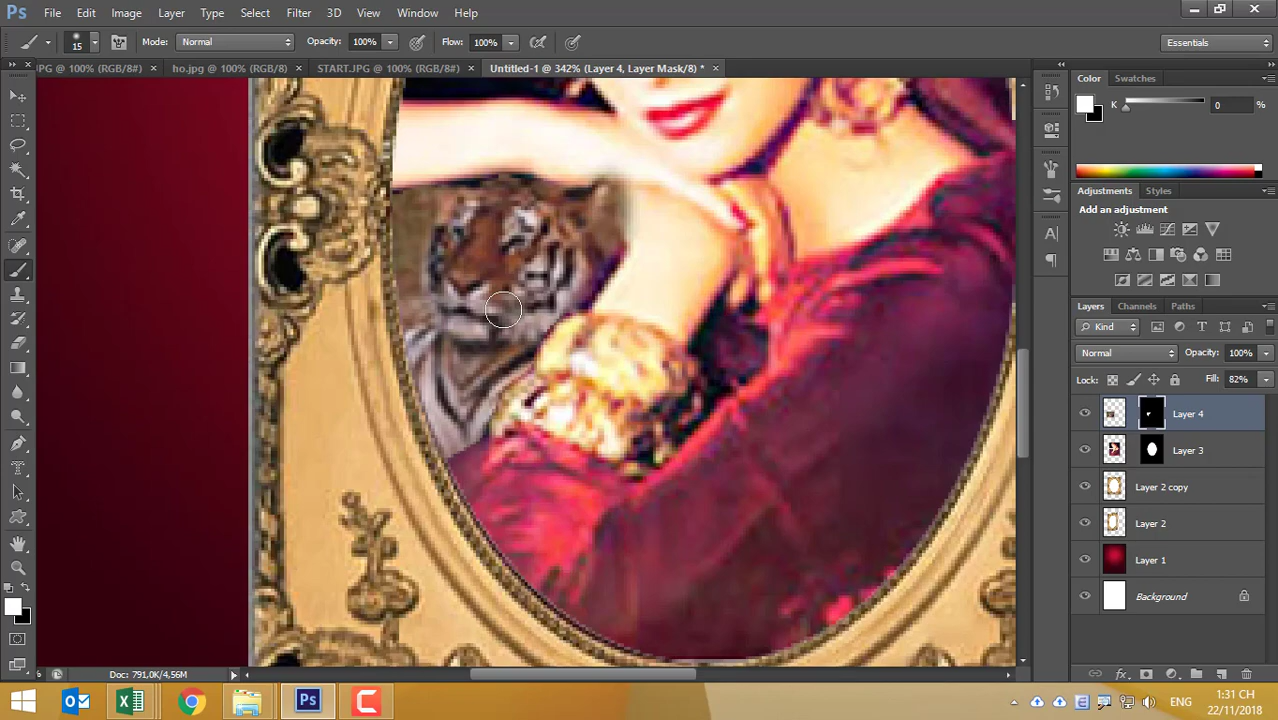 Ps File Edit Image Layer Type Select Filter 3D View Window Help
15 Mode: Normal Opacity: 100% Flow: 100% Essentials
.JPG @ 100% (RGB/8#) × ho.jpg @ 100% (RGB/8) × START.JPG @ 100% (RGB/8#) × Untitled-1 @ 342% (Layer 4, Layer Mask/8) * ×
Color Swatches
K 0 %
Adjustments Styles
Add an adjustment
Layers Channels Paths
Kind
Normal Opacity: 100%
Lock: Fill: 82%
Layer 4
Layer 3
Layer 2 copy
Layer 2
Layer 1
Background
Doc: 791,0K/4,56M
ENG
1:31 CH
22/11/2018